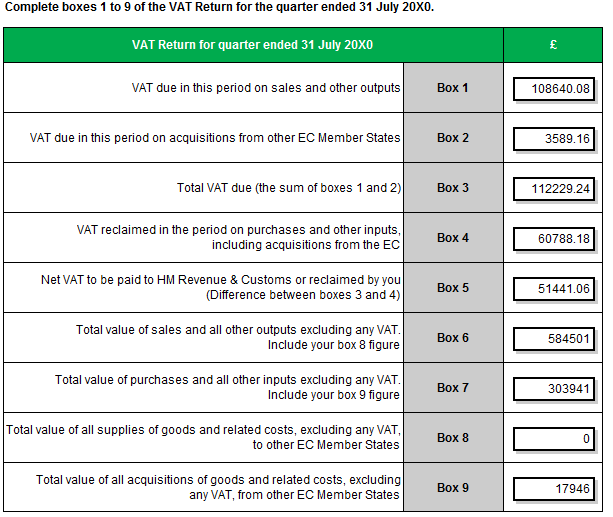 Complete boxes 1 to 9 of the VAT Return for the quarter ended 31 July 20X0.
VAT Return for quarter ended 31 July 20X0 £
VAT due in this period on sales and other outputs Box 1 108640.08
VAT due in this period on acquisitions from other EC Member States Box 2 3589.16
Total VAT due (the sum of boxes 1 and 2) Box 3 112229.24
VAT reclaimed in the period on purchases and other inputs,
including acquisitions from the EC Box 4 60788.18
Net VAT to be paid to HM Revenue & Customs or reclaimed by you
(Difference between boxes 3 and 4) Box 5 51441.06
Total value of sales and all other outputs excluding any VAT.
Include your box 8 figure Box 6 584501
Total value of purchases and all other inputs excluding any VAT.
Include your box 9 figure Box 7 303941
Total value of all supplies of goods and related costs, excluding any VAT,
to other EC Member States Box 8 0
Total value of all acquisitions of goods and related costs, excluding
any VAT, from other EC Member States Box 9 17946